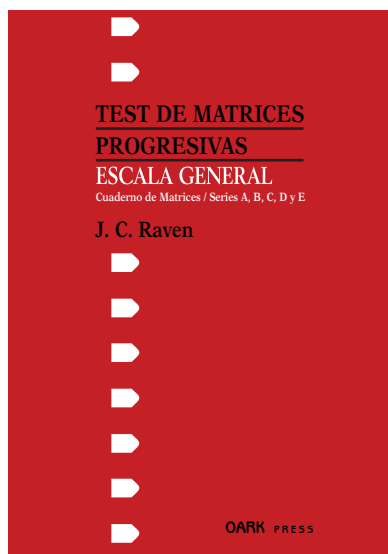 TEST DE MATRICES
PROGRESIVAS
ESCALA GENERAL
Cuaderno de Matrices / Series A, B, C, D y E
J. C. Raven
OARK PRESS